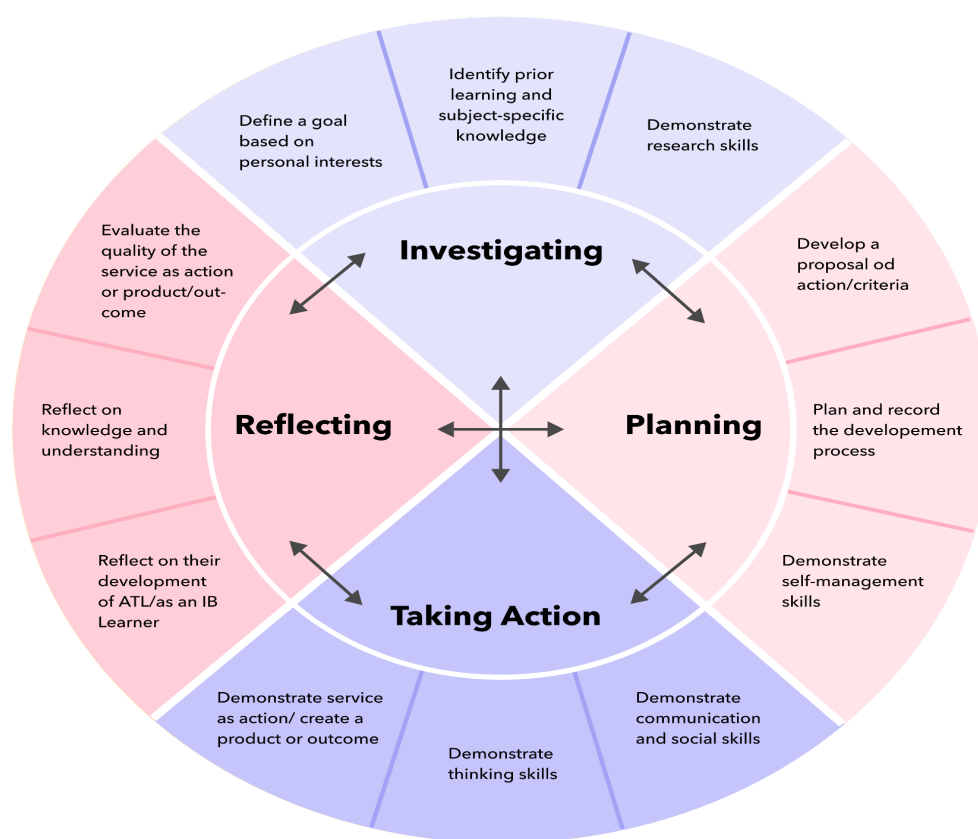 Define a goal
based on
personal interests
Identify prior
learning and
subject-specific
knowledge
Demonstrate
research skills
Investigating
Develop a
proposal od
action/criteria
Plan and record
the developement
process
Demonstrate
self-management
skills
Planning
Demonstrate
communication
and social skills
Demonstrate
thinking skills
Demonstrate service
as action/ create a
product or outcome
Taking Action
Reflect on their
development
of ATL/as an IB
Learner
Reflect on
knowledge and
understanding
Evaluate the
quality of the
service as action
or product/out-
come
Reflecting